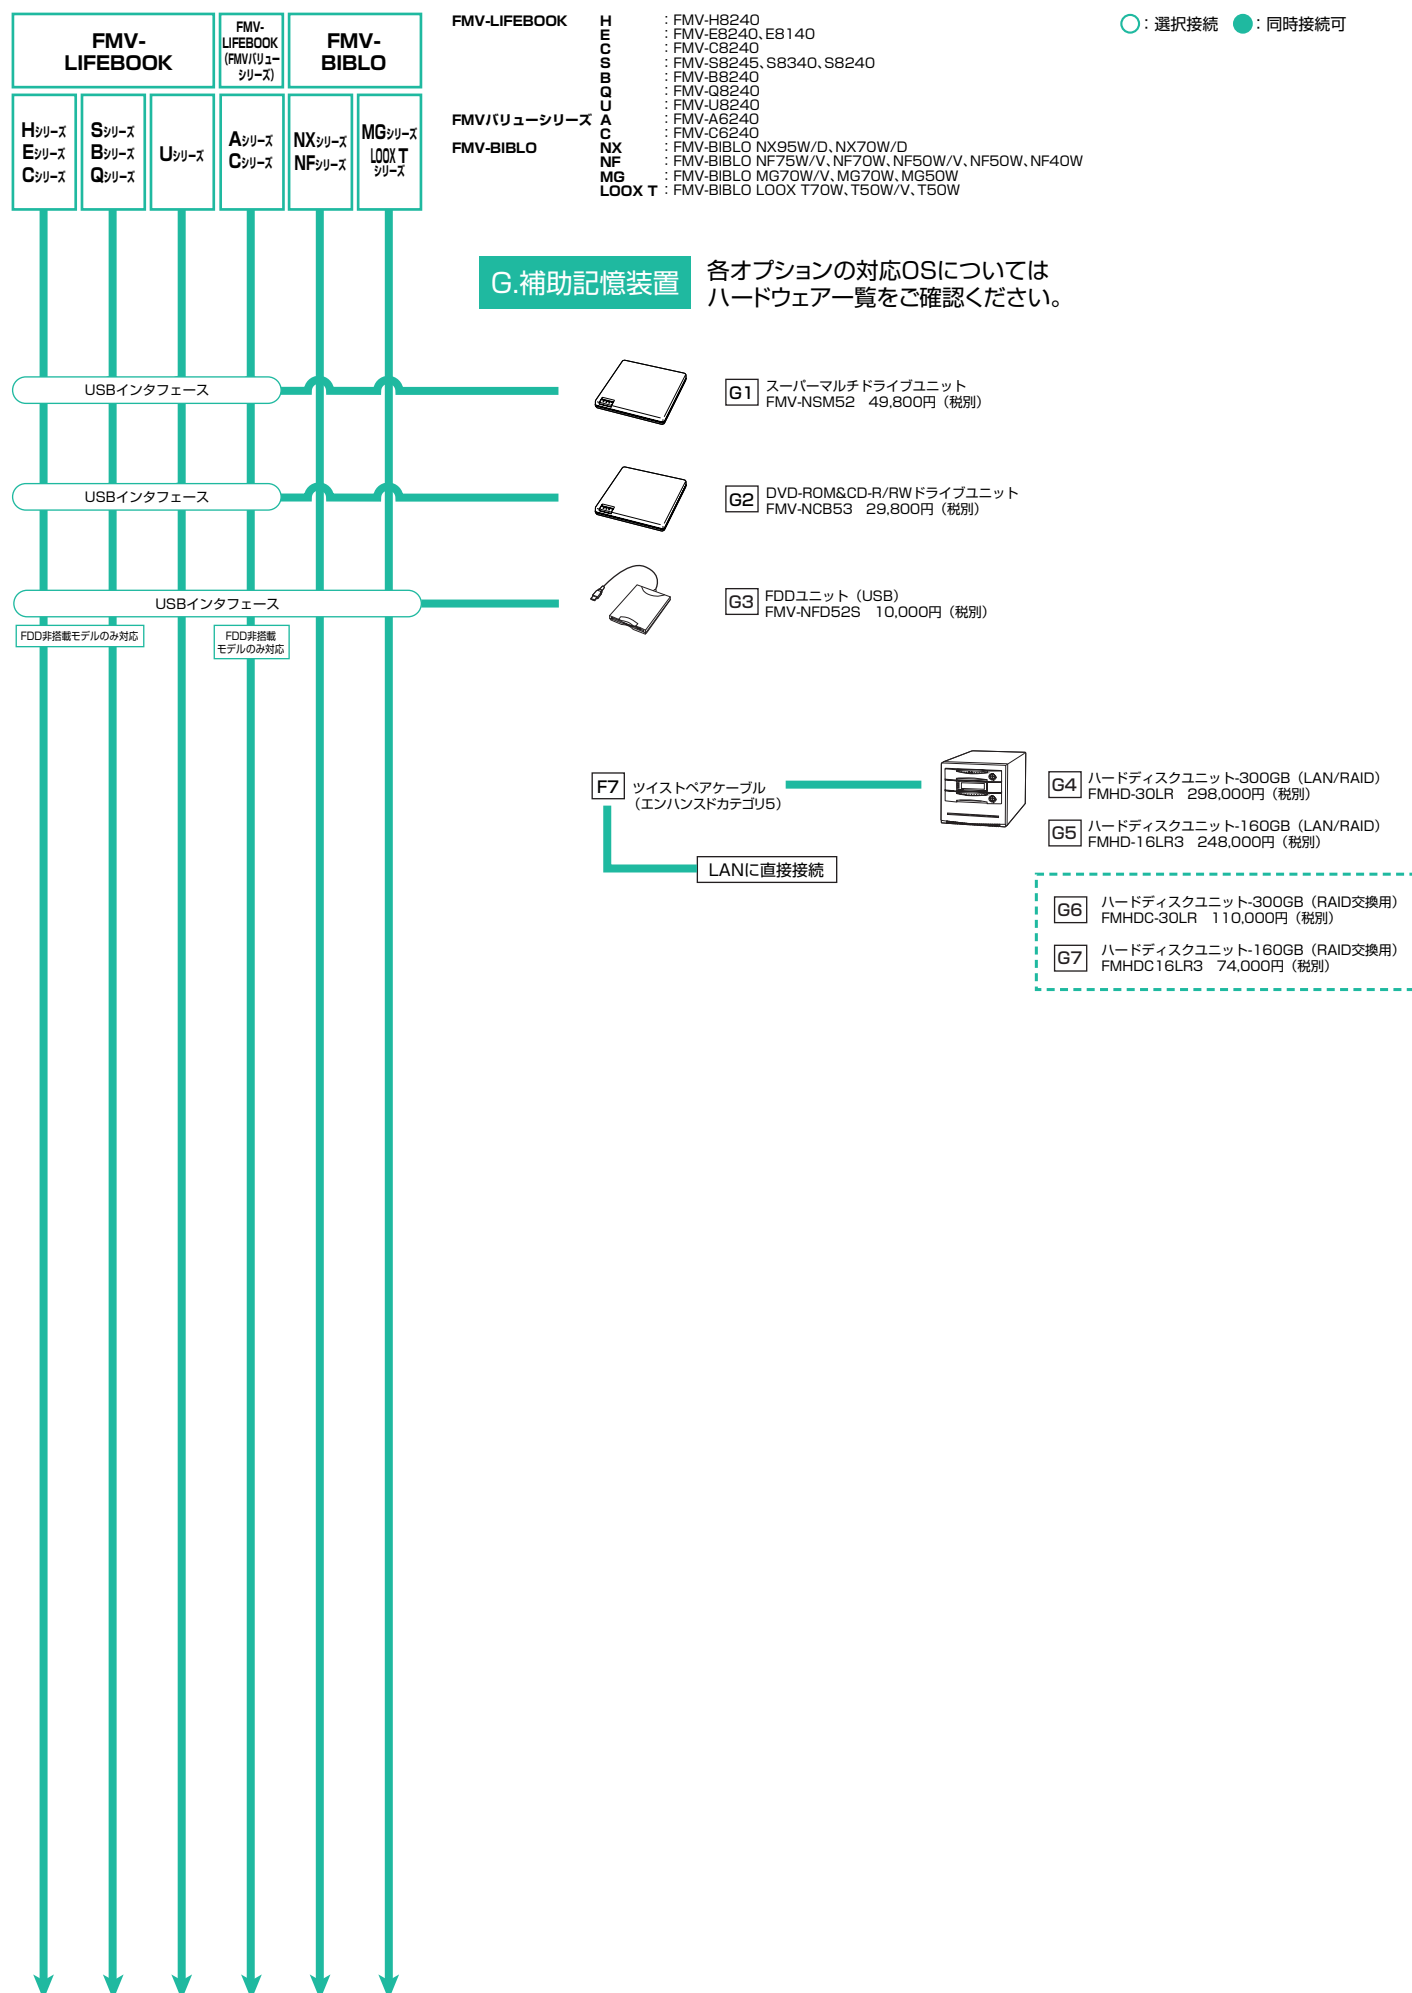 FMV-
LIFEBOOK
FMV-
LIFEBOOK
(FMVバリュー
シリーズ)
FMV-
BIBLO
Hシリーズ
Eシリーズ
Cシリーズ
Sシリーズ
Bシリーズ
Qシリーズ
Uシリーズ
Aシリーズ
Cシリーズ
NXシリーズ
NFシリーズ
MGシリーズ
LOOX T
シリーズ
FMV-LIFEBOOK H : FMV-H8240
E : FMV-E8240、E8140
C : FMV-C8240
S : FMV-S8245、S8340、S8240
B : FMV-B8240
Q : FMV-Q8240
U : FMV-U8240
FMVバリューシリーズ A : FMV-A6240
C : FMV-C6240
FMV-BIBLO NX : FMV-BIBLO NX95W/D、NX70W/D
NF : FMV-BIBLO NF75W/V、NF70W、NF50W/V、NF50W、NF40W
MG : FMV-BIBLO MG70W/V、MG70W、MG50W
LOOX T : FMV-BIBLO LOOX T70W、T50W/V、T50W
○：選択接続 ●：同時接続可
G.補助記憶装置
各オプションの対応OSについては
ハードウェア一覧をご確認ください。
USBインタフェース
G1 スーパーマルチドライブユニット
FMV-NSM52 49,800円（税別）
USBインタフェース
G2 DVD-ROM&CD-R/RWドライブユニット
FMV-NCB53 29,800円（税別）
USBインタフェース
G3 FDDユニット（USB）
FMV-NFD52S 10,000円（税別）
FDD非搭載モデルのみ対応
FDD非搭載
モデルのみ対応
F7 ツイストペアケーブル
（エンハンスドカテゴリ5）
LANに直接接続
G4 ハードディスクユニット-300GB（LAN/RAID）
FMHD-30LR 298,000円（税別）
G5 ハードディスクユニット-160GB（LAN/RAID）
FMHD-16LR3 248,000円（税別）
G6 ハードディスクユニット-300GB（RAID交換用）
FMHDC-30LR 110,000円（税別）
G7 ハードディスクユニット-160GB（RAID交換用）
FMHDC16LR3 74,000円（税別）